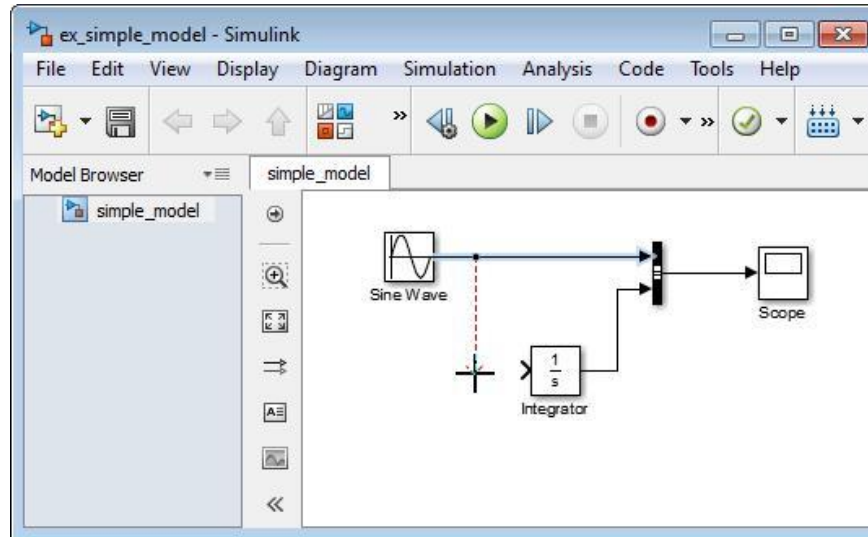 ex_simple_model - Simulink
File Edit View Display Diagram Simulation Analysis Code Tools Help
Model Browser
simple_model
simple_model
Sine Wave
Scope
1
s
Integrator